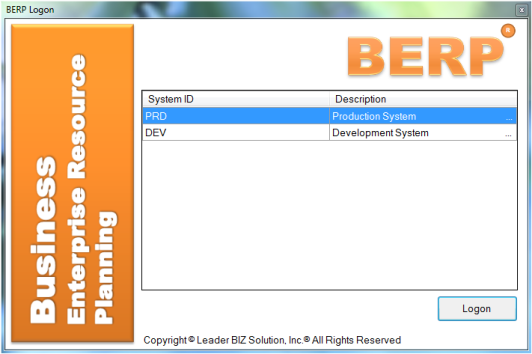 BERP Logon
x
Business
Enterprise Resource
Planning
BERP ®
System ID Description
PRD Production System ...
DEV Development System ...
Logon
Copyright © Leader BIZ Solution, Inc.® All Rights Reserved